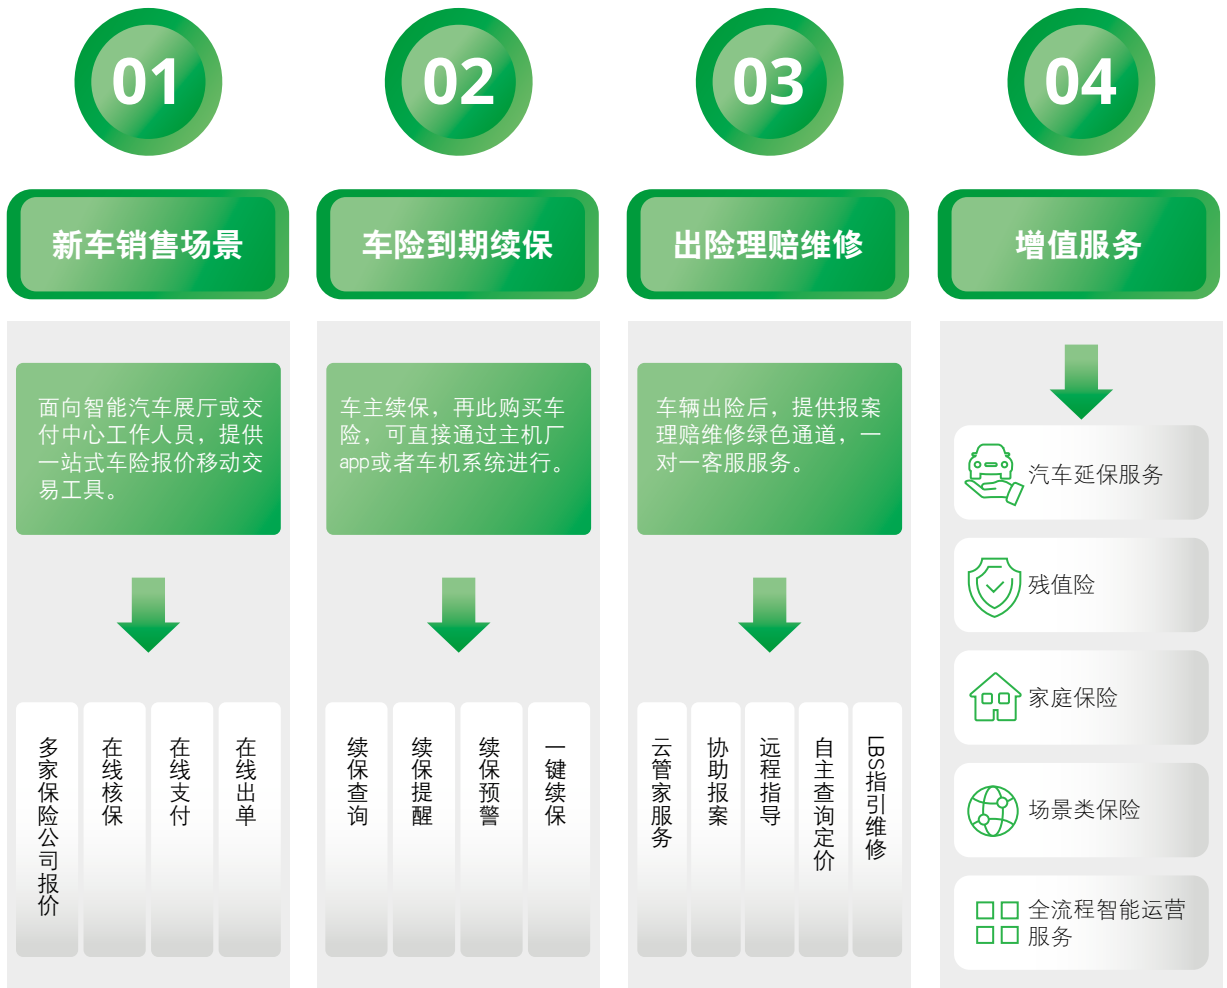 01
新车销售场景
面向智能汽车展厅或交
付中心工作人员，提供
一站式车险报价移动交
易工具。
多家保险公司报价
在线核保
在线支付
在线出单
02
车险到期续保
车主续保，再此购买车
险，可直接通过主机厂
app或者车机系统进行。
续保查询
续保提醒
续保预警
一键续保
03
出险理赔维修
车辆出险后，提供报案
理赔维修绿色通道，一
对一客服服务。
云管家服务
协助报案
远程指导
自主查询定价
LBS指引维修
04
增值服务
汽车延保服务
残值险
家庭保险
场景类保险
全流程智能运营
服务